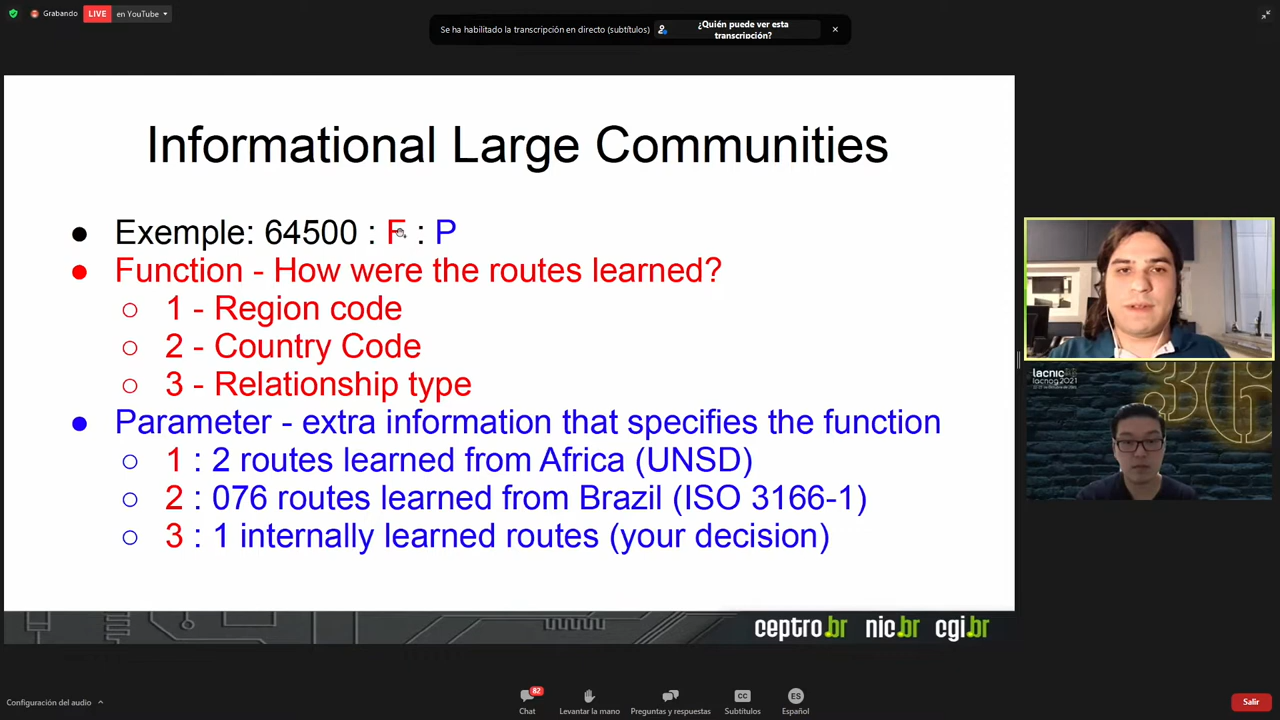 Grabando
LIVE
en YouTube
Se ha habilitado la transcripción en directo (subtítulos)
¿Quién puede ver esta
transcripción?
Informational Large Communities
Exemple: 64500 : F : P
Function - How were the routes learned?
1 - Region code
2 - Country Code
3 - Relationship type
Parameter - extra information that specifies the function
1 : 2 routes learned from Africa (UNSD)
2 : 076 routes learned from Brazil (ISO 3166-1)
3 : 1 internally learned routes (your decision)
ceptro.br nic.br cgi.br
lacnic
lacnog 2021
36
Configuración del audio
82
Chat
Levantar la mano
Preguntas y respuestas
CC
Subtítulos
ES
Español
Salir